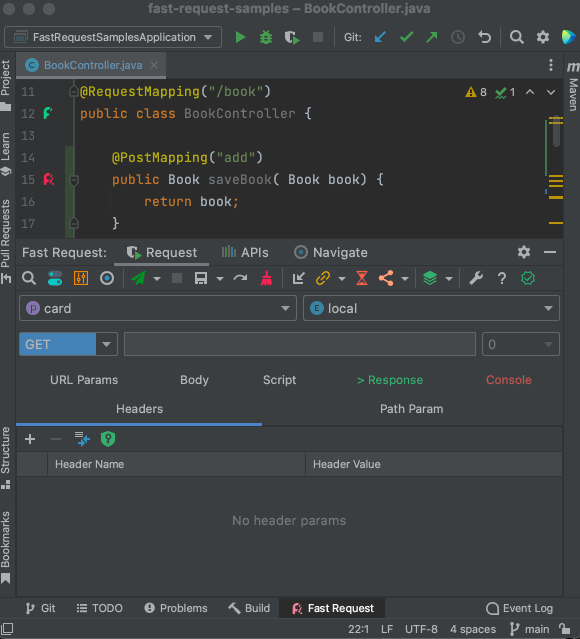 fast-request-samples – BookController.java
FastRequestSamplesApplication
Git:
BookController.java
Project
Learn
Pull Requests
Structure
Bookmarks
m
Maven
11 @RequestMapping("/book")
8 1
12 public class BookController {
13
14 @PostMapping("add")
15 public Book saveBook( Book book) {
16 return book;
17 }
Fast Request: Request APIs Navigate
p card E local
GET 0
URL Params Body Script > Response Console
Headers Path Param
Header Name Header Value
No header params
Git TODO Problems Build Fast Request Event Log
22:1 LF UTF-8 4 spaces main